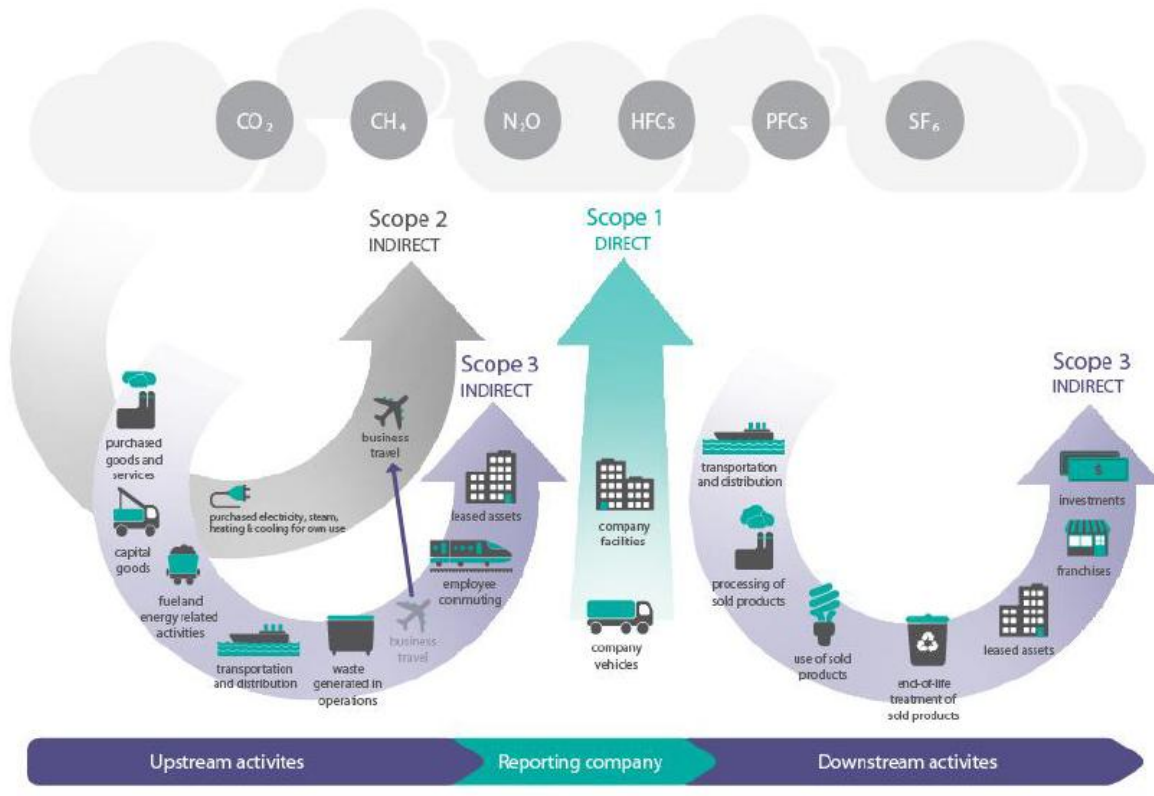 CO₂
CH₄
N₂O
HFCs
PFCs
SF₆
Scope 2
INDIRECT
Scope 1
DIRECT
Scope 3
INDIRECT
Scope 3
INDIRECT
purchased
goods and
services
business
travel
purchased electricity, steam,
heating & cooling for own use
capital
goods
fuel and
energy related
activities
transportation
and distribution
waste
generated in
operations
business
travel
employee
commuting
leased assets
company
facilities
company
vehicles
transportation
and distribution
processing of
sold products
use of sold
products
end-of-life
treatment of
sold products
leased assets
franchises
investments
$
Upstream activites
Reporting company
Downstream activites